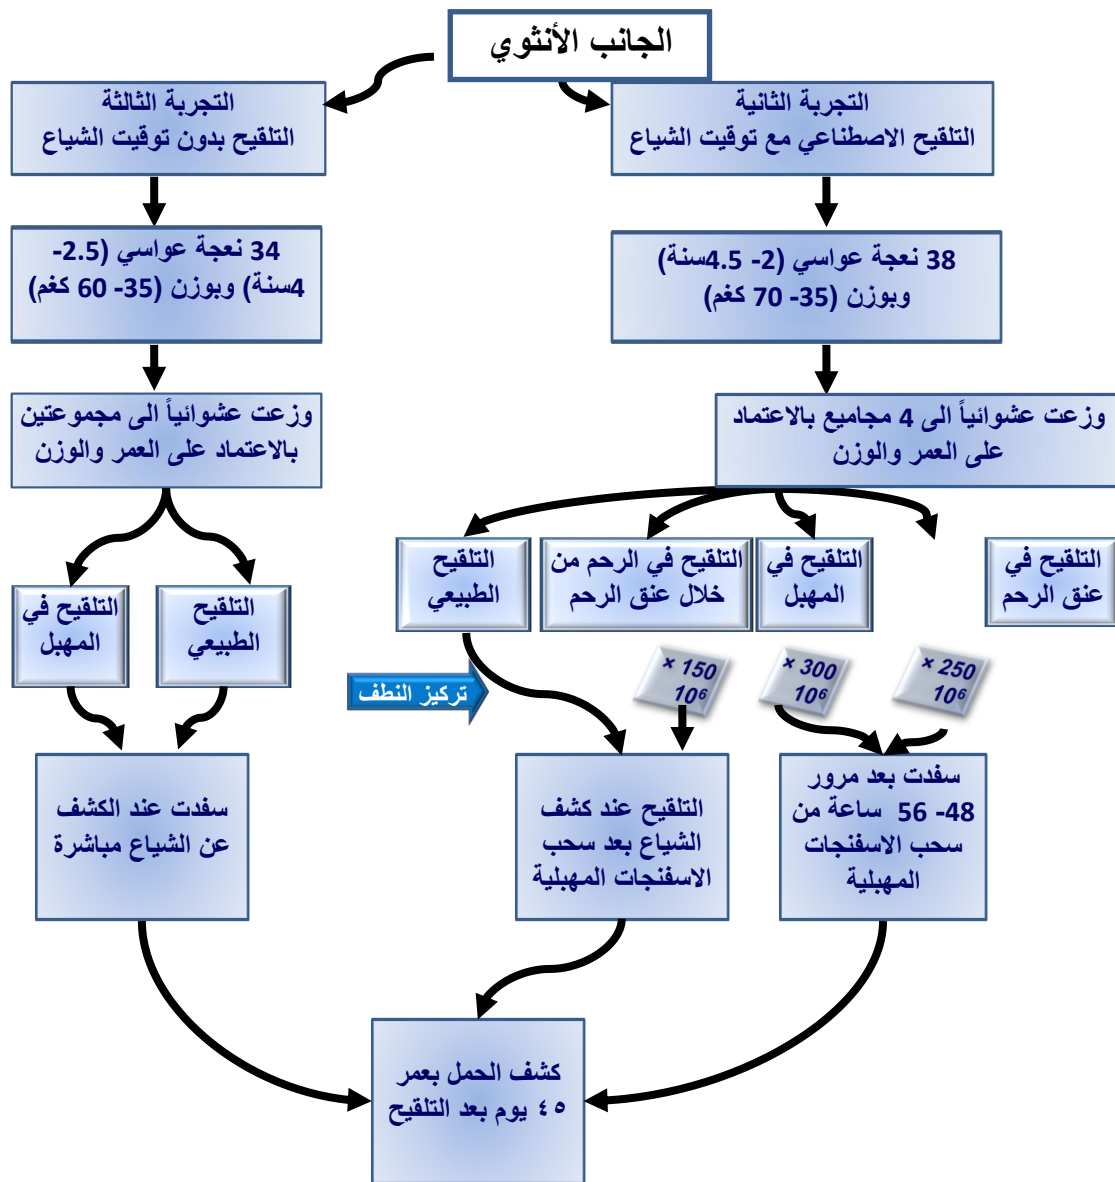 الجانب الأنثوي
التجربة الثانية
التلقيح الاصطناعي مع توقيت الشياع
التجربة الثالثة
التلقيح بدون توقيت الشياع
38 نعجة عواسي (2- 4.5سنة)
وبوزن (35- 70 كغم)
34 نعجة عواسي (2.5-
4سنة) وبوزن (35- 60 كغم)
وزعت عشوائياً الى 4 مجاميع بالاعتماد
على العمر والوزن
وزعت عشوائياً الى مجموعتين
بالاعتماد على العمر والوزن
التلقيح في
عنق الرحم
التلقيح في
المهبل
التلقيح في الرحم من
خلال عنق الرحم
التلقيح
الطبيعي
التلقيح
الطبيعي
التلقيح في
المهبل
× 250
10⁶
× 300
10⁶
× 150
10⁶
تركيز النطف
سفدت بعد مرور
48- 56 ساعة من
سحب الاسفنجات
المهبلية
التلقيح عند كشف
الشياع بعد سحب
الاسفنجات المهبلية
سفدت عند الكشف
عن الشياع مباشرة
كشف الحمل بعمر
٤٥ يوم بعد التلقيح